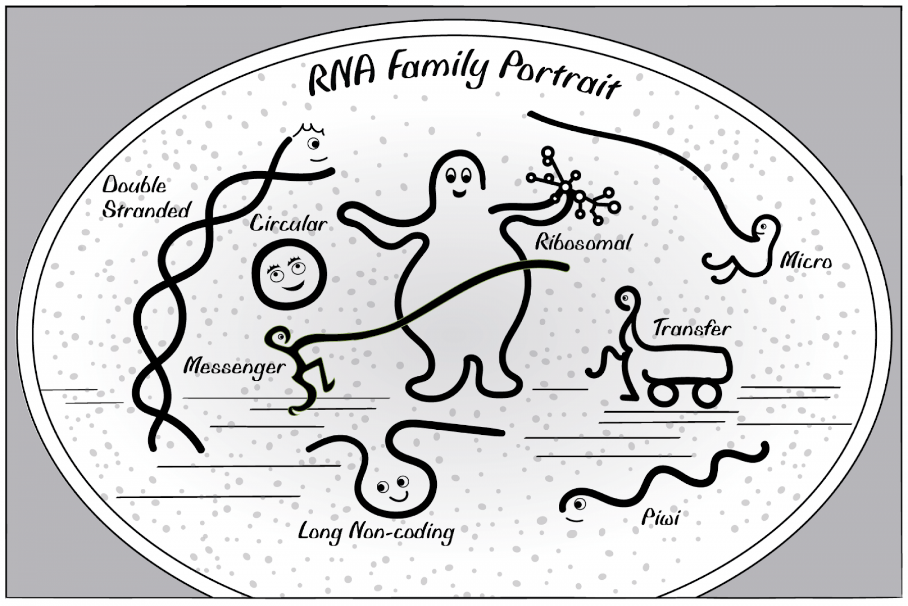 RNA Family Portrait
Double
Stranded
Circular
Ribosomal
Micro
Transfer
Messenger
Long Non-coding
Piwi